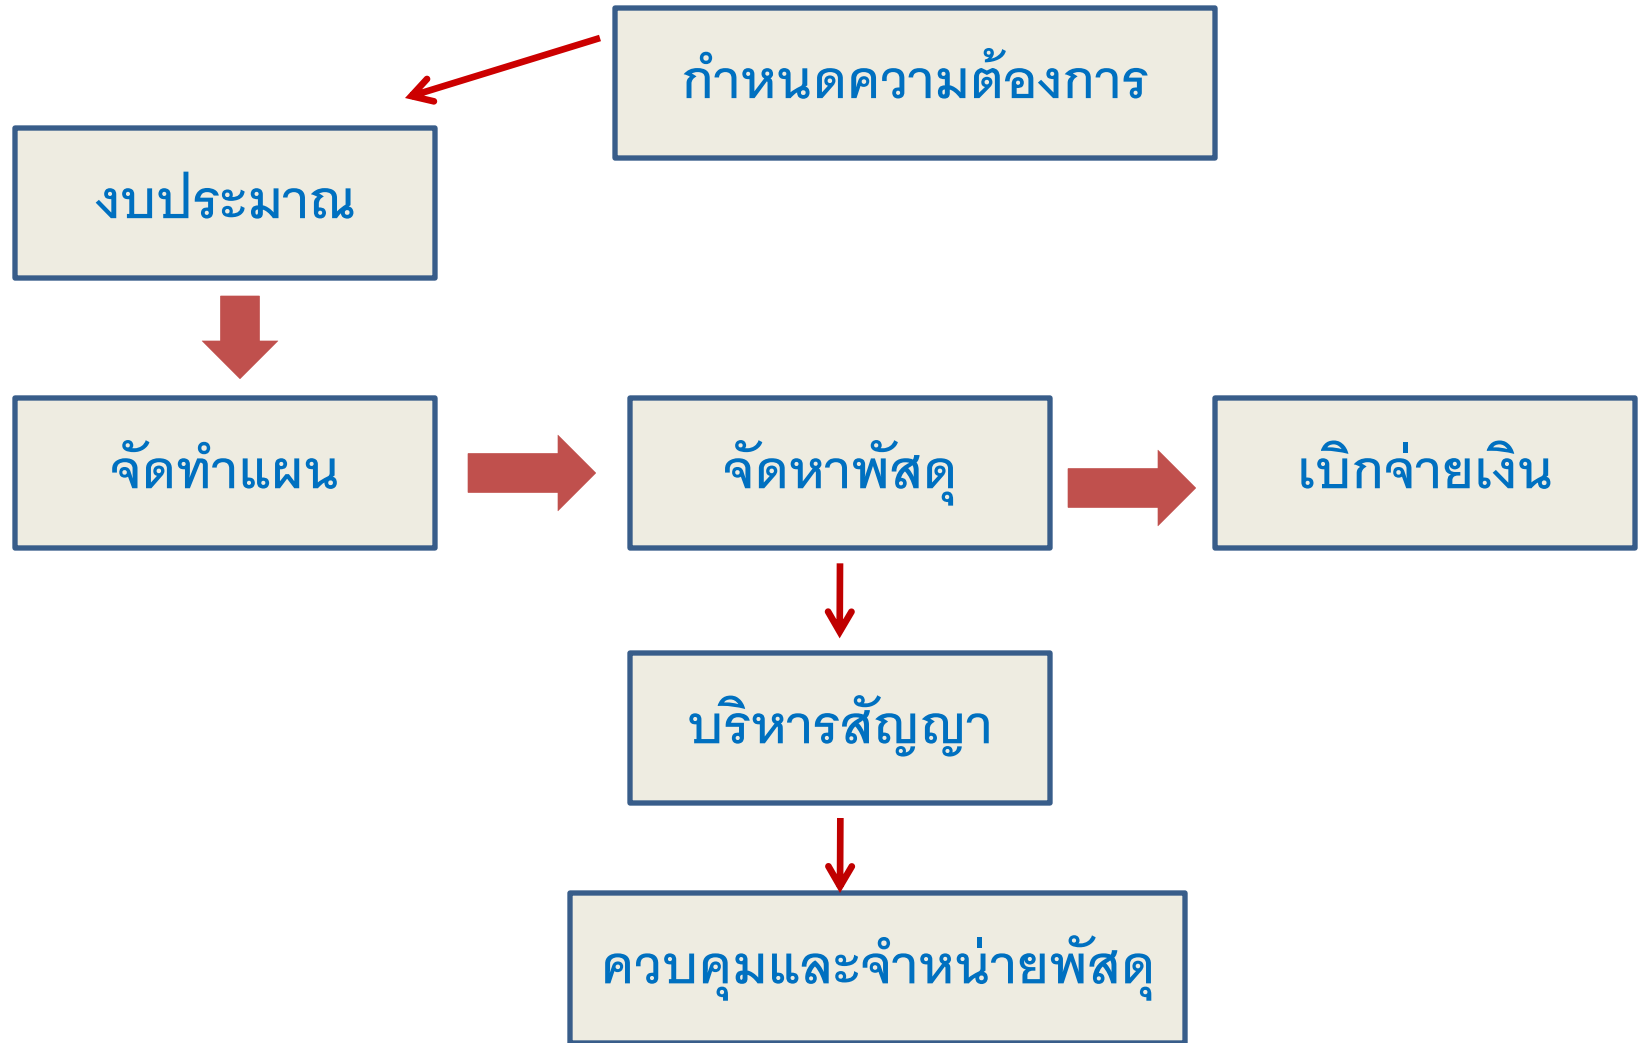 กำหนดความต้องการ
งบประมาณ
จัดทำแผน
จัดหาพัสดุ
เบิกจ่ายเงิน
บริหารสัญญา
ควบคุมและจำหน่ายพัสดุ